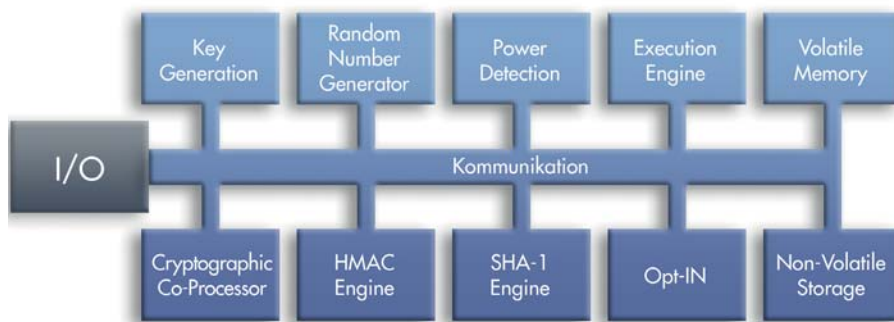 Key
Generation
Random
Number
Generator
Power
Detection
Execution
Engine
Volatile
Memory
I/O
Kommunikation
Cryptographic
Co-Processor
HMAC
Engine
SHA-1
Engine
Opt-IN
Non-Volatile
Storage